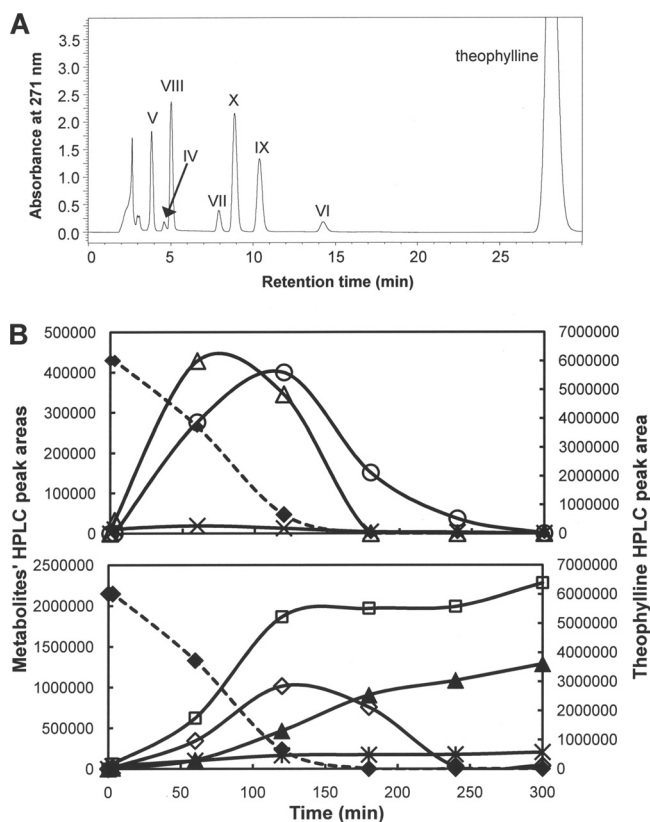 A
Absorbance at 271 nm
3.5
3.0
2.5
2.0
1.5
1.0
0.5
0.0
theophylline
VIII
V
X
IV
IX
VII
VI
0 5 10 15 20 25
Retention time (min)
B
Metabolites' HPLC peak areas
Theophylline HPLC peak area
500000
400000
300000
200000
100000
0
7000000
6000000
5000000
4000000
3000000
2000000
1000000
0
2500000
2000000
1500000
1000000
500000
0
7000000
6000000
5000000
4000000
3000000
2000000
1000000
0
0 50 100 150 200 250 300
Time (min)